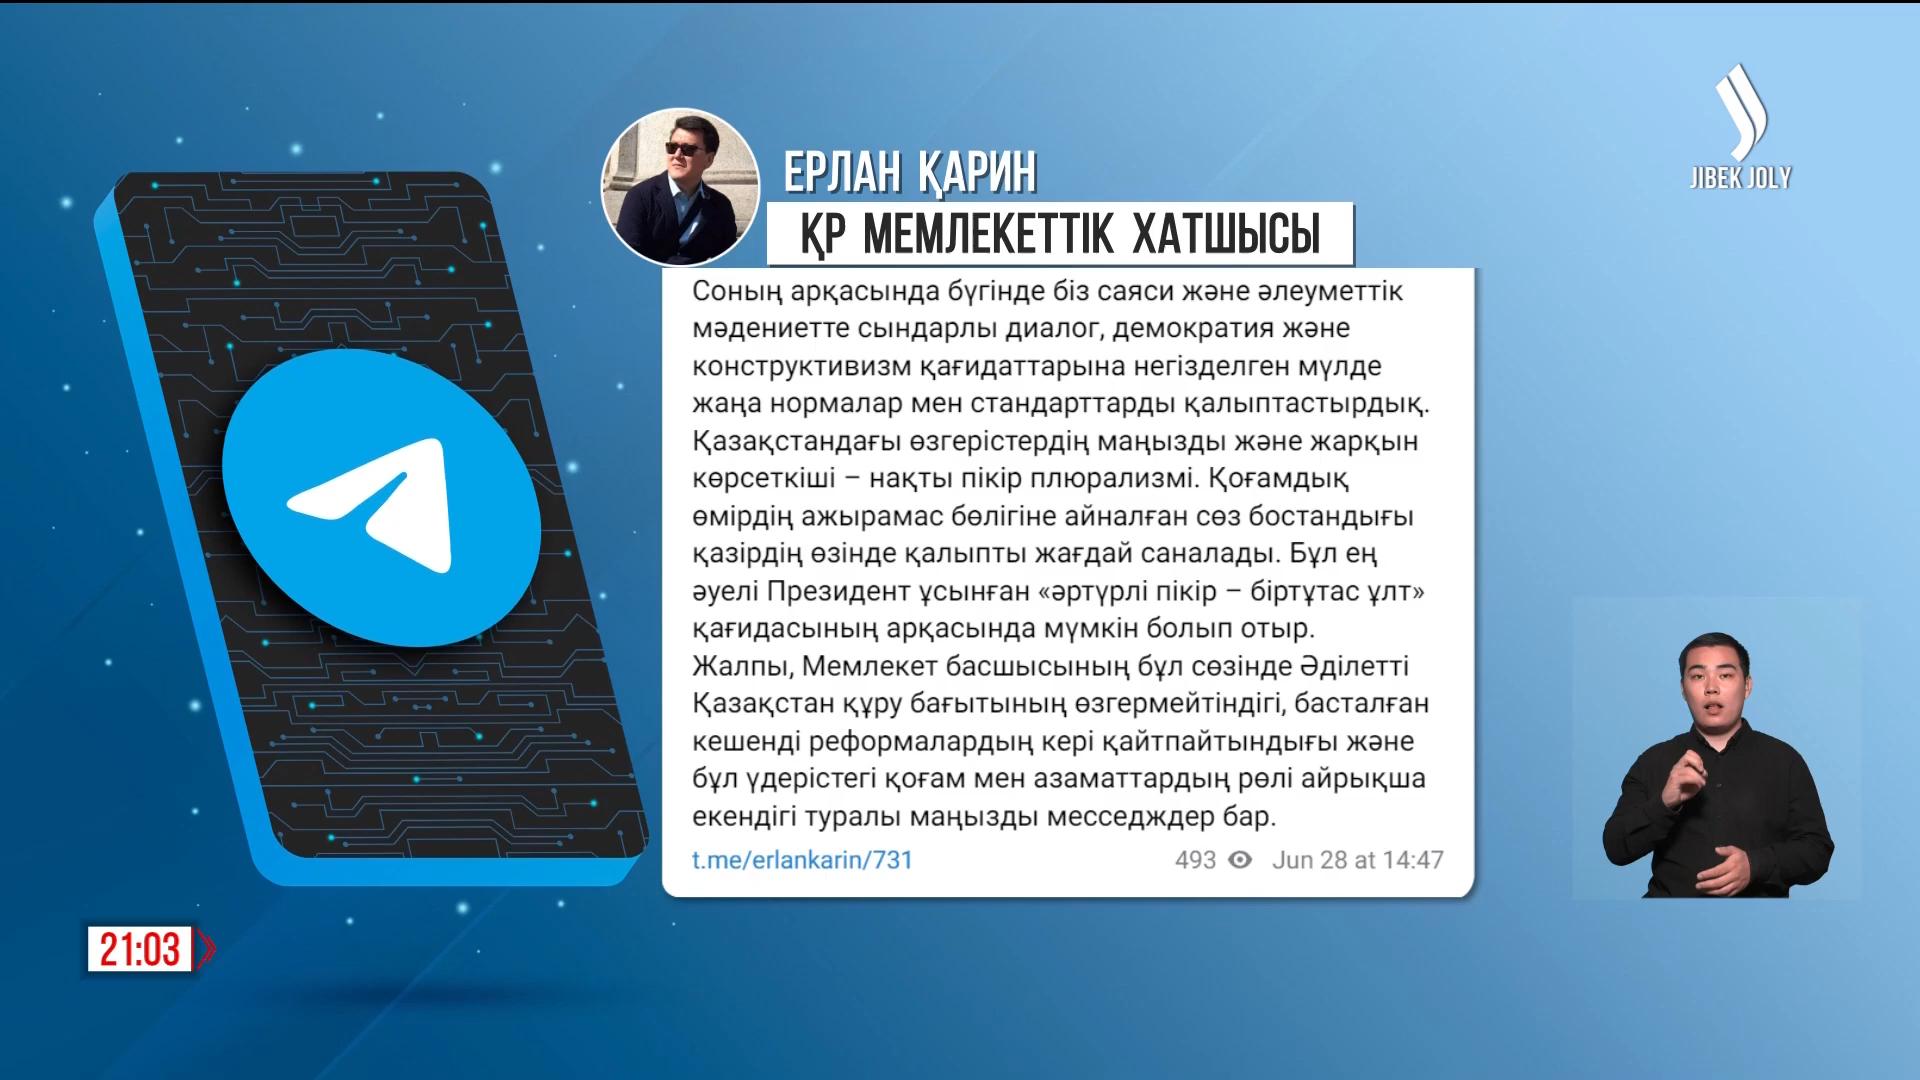 ЕРЛАН ҚАРИН
ҚР МЕМЛЕКЕТТІК ХАТШЫСЫ
JIBEK JOLY
Соның арқасында бүгінде біз саяси және әлеуметтік
мәдениетте сындарлы диалог, демократия және
конструктивизм қағидаттарына негізделген мүлде
жаңа нормалар мен стандарттарды қалыптастырдық.
Қазақстандағы өзгерістердің маңызды және жарқын
көрсеткіші – нақты пікір плюрализмі. Қоғамдық
өмірдің ажырамас бөлігіне айналған сөз бостандығы
қазірдің өзінде қалыпты жағдай саналады. Бұл ең
әуелі Президент ұсынған «әртүрлі пікір – біртұтас ұлт»
қағидасының арқасында мүмкін болып отыр.
Жалпы, Мемлекет басшысының бұл сөзінде Әділетті
Қазақстан құру бағытының өзгермейтіндігі, басталған
кешенді реформалардың кері қайтпайтындығы және
бұл үдерістегі қоғам мен азаматтардың рөлі айрықша
екендігі туралы маңызды месседждер бар.
t.me/erlankarin/731 493 Jun 28 at 14:47
21:03